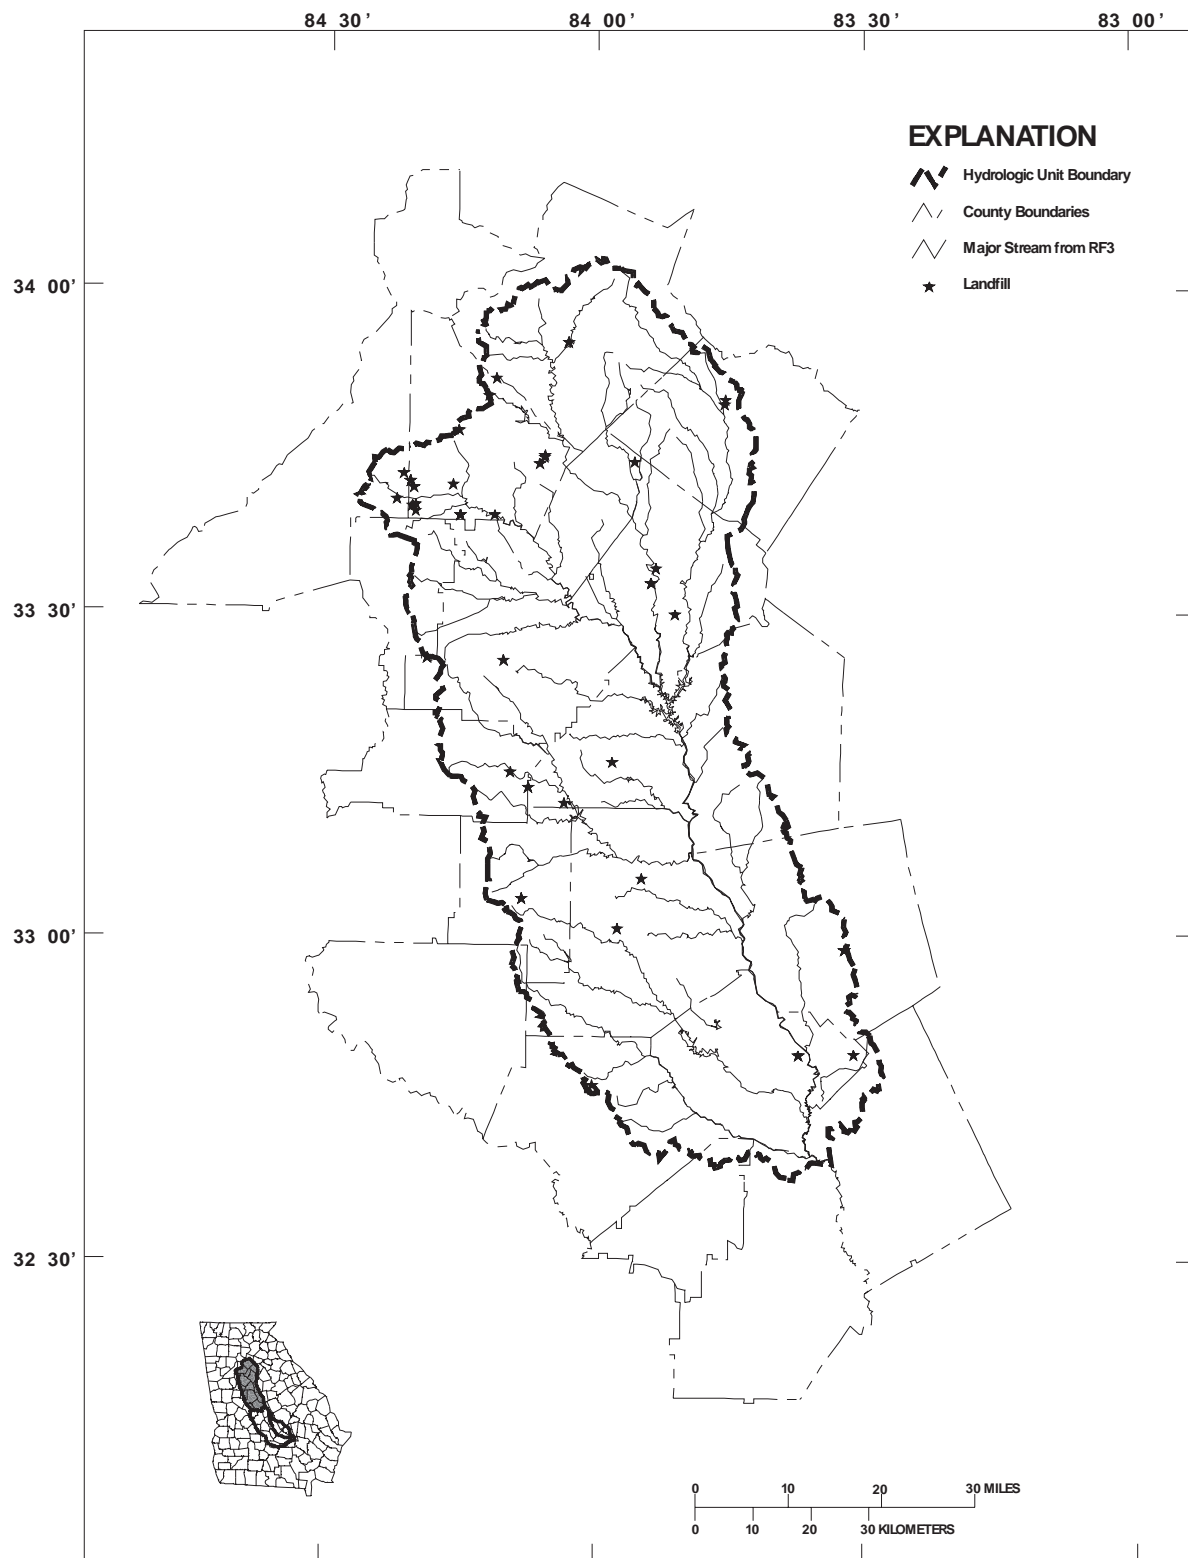 84 30’ 84 00’ 83 30’ 83 00’
EXPLANATION
Hydrologic Unit Boundary
County Boundaries
Major Stream from RF3
Landfill
34 00’
33 30’
33 00’
32 30’
0 10 20 30 MILES
0 10 20 30 KILOMETERS